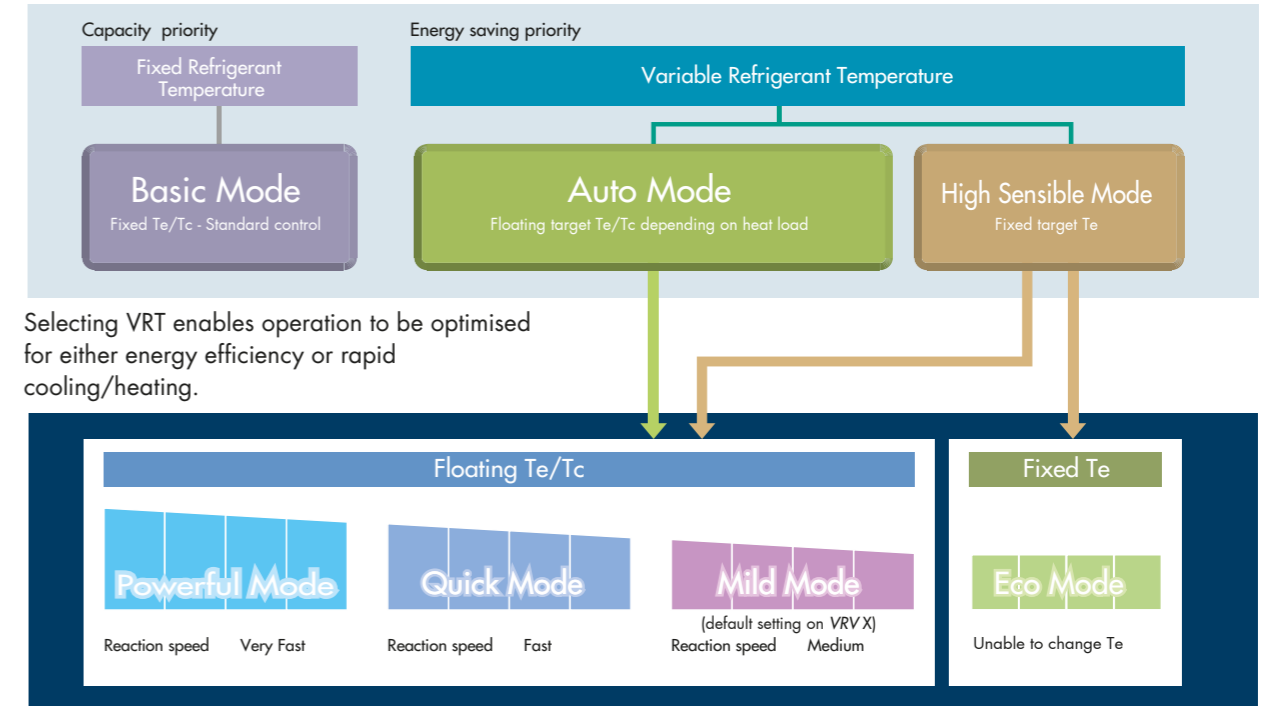 Capacity priority
Energy saving priority
Fixed Refrigerant
Temperature
Variable Refrigerant Temperature
Basic Mode
Fixed Te/Tc - Standard control
Auto Mode
Floating target Te/Tc depending on heat load
High Sensible Mode
Fixed target Te
Selecting VRT enables operation to be optimised
for either energy efficiency or rapid
cooling/heating.
Floating Te/Tc
Fixed Te
Powerful Mode
Quick Mode
Mild Mode
Eco Mode
(default setting on VRV X)
Reaction speed Very Fast
Reaction speed Fast
Reaction speed Medium
Unable to change Te